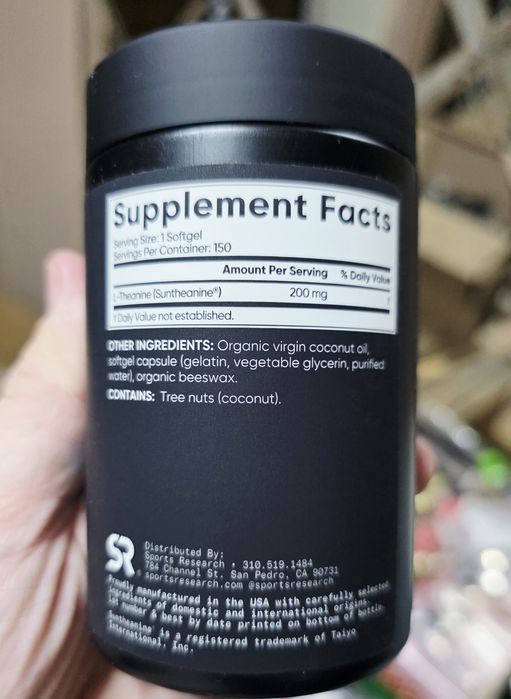 Supplement Facts
Serving Size: 1 Softgel
Servings Per Container: 150
Amount Per Serving % Daily Value
L-Theanine (Suntheanine®) 200 mg †
† Daily Value not established.
OTHER INGREDIENTS: Organic virgin coconut oil,
softgel capsule (gelatin, vegetable glycerin, purified
water), organic beeswax.
CONTAINS: Tree nuts (coconut).
SR
Distributed By:
Sports Research • 310.519.1484
784 Channel St. San Pedro, CA 90731
sportsresearch.com @sportsresearch
Proudly manufactured in the USA with carefully selected
ingredients of domestic and international origins.
Lot number & best by date printed on bottom of bottle.
Suntheanine® is a registered trademark of Taiyo
International, Inc.